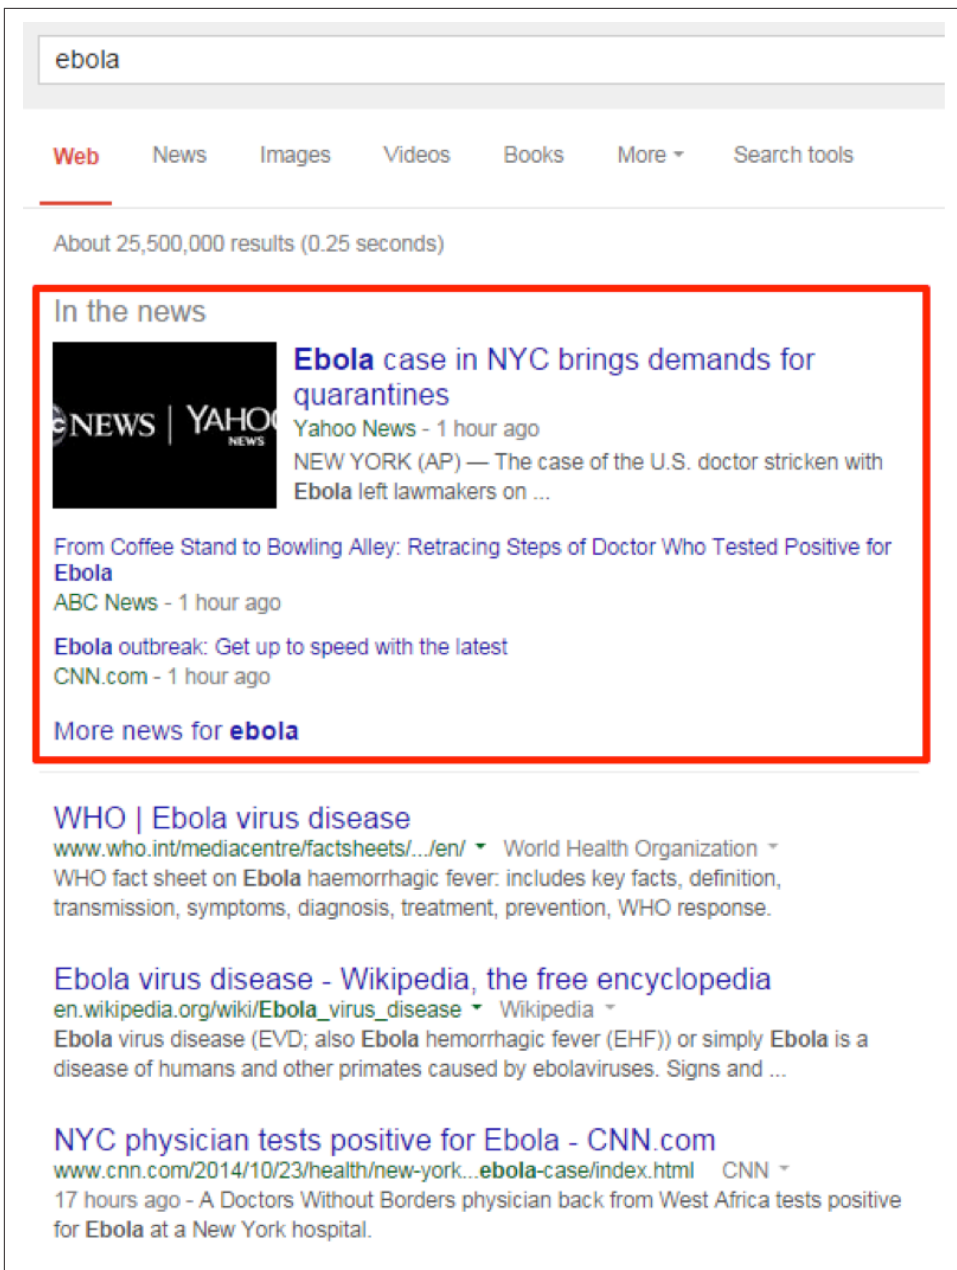 ebola
Web News Images Videos Books More Search tools
About 25,500,000 results (0.25 seconds)
In the news
NEWS | YAHOO
NEWS
Ebola case in NYC brings demands for
quarantines
Yahoo News - 1 hour ago
NEW YORK (AP) — The case of the U.S. doctor stricken with
Ebola left lawmakers on ...
From Coffee Stand to Bowling Alley: Retracing Steps of Doctor Who Tested Positive for
Ebola
ABC News - 1 hour ago
Ebola outbreak: Get up to speed with the latest
CNN.com - 1 hour ago
More news for ebola
WHO | Ebola virus disease
www.who.int/mediacentre/factsheets/.../en/ World Health Organization
WHO fact sheet on Ebola haemorrhagic fever: includes key facts, definition,
transmission, symptoms, diagnosis, treatment, prevention, WHO response.
Ebola virus disease - Wikipedia, the free encyclopedia
en.wikipedia.org/wiki/Ebola_virus_disease Wikipedia
Ebola virus disease (EVD; also Ebola hemorrhagic fever (EHF)) or simply Ebola is a
disease of humans and other primates caused by ebolaviruses. Signs and ...
NYC physician tests positive for Ebola - CNN.com
www.cnn.com/2014/10/23/health/new-york...ebola-case/index.html CNN
17 hours ago - A Doctors Without Borders physician back from West Africa tests positive
for Ebola at a New York hospital.